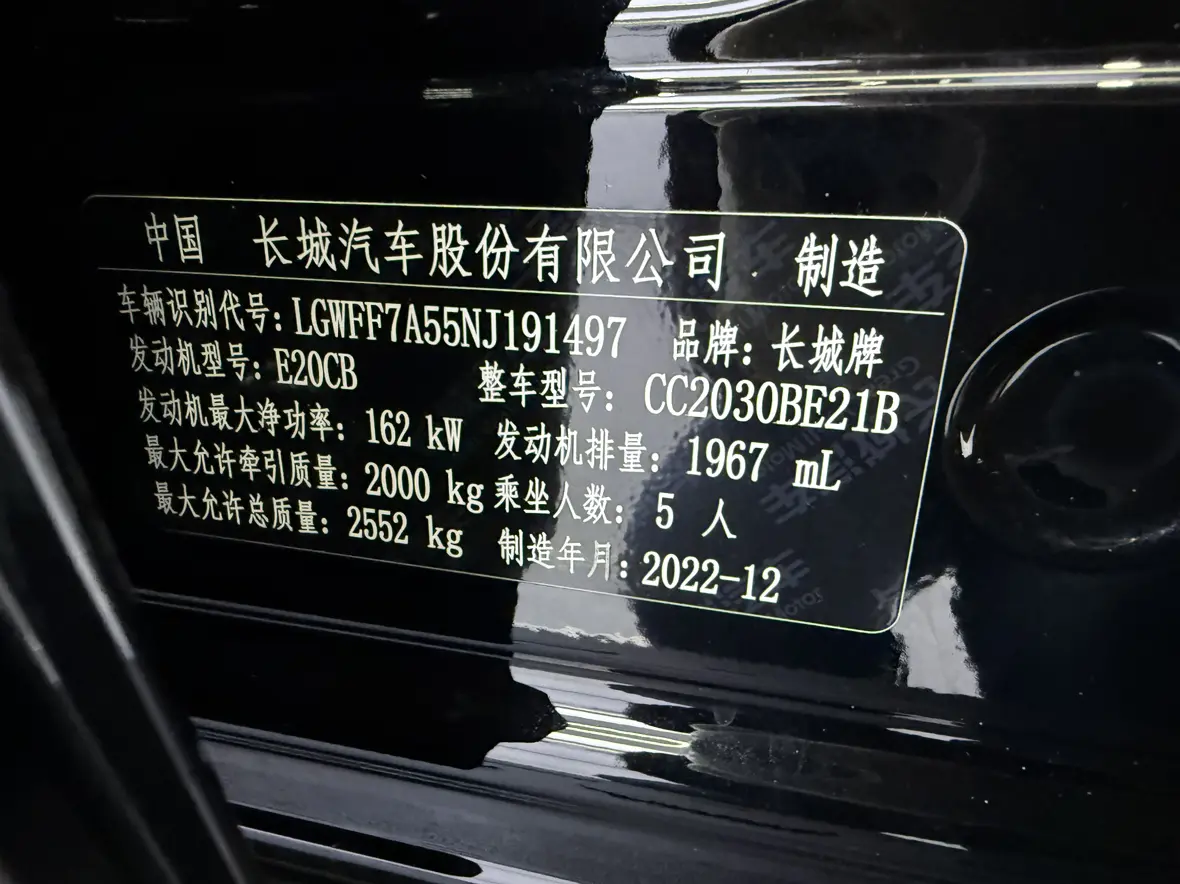 中国 长城汽车股份有限公司 制造
车辆识别代号: LGWFF7A55NJ191497 品牌: 长城牌
发动机型号: E20CB 整车型号: CC2030BE21B
发动机最大净功率: 162 kW 发动机排量: 1967 mL
最大允许牵引质量: 2000 kg 乘坐人数: 5 人
最大允许总质量: 2552 kg 制造年月: 2022-12